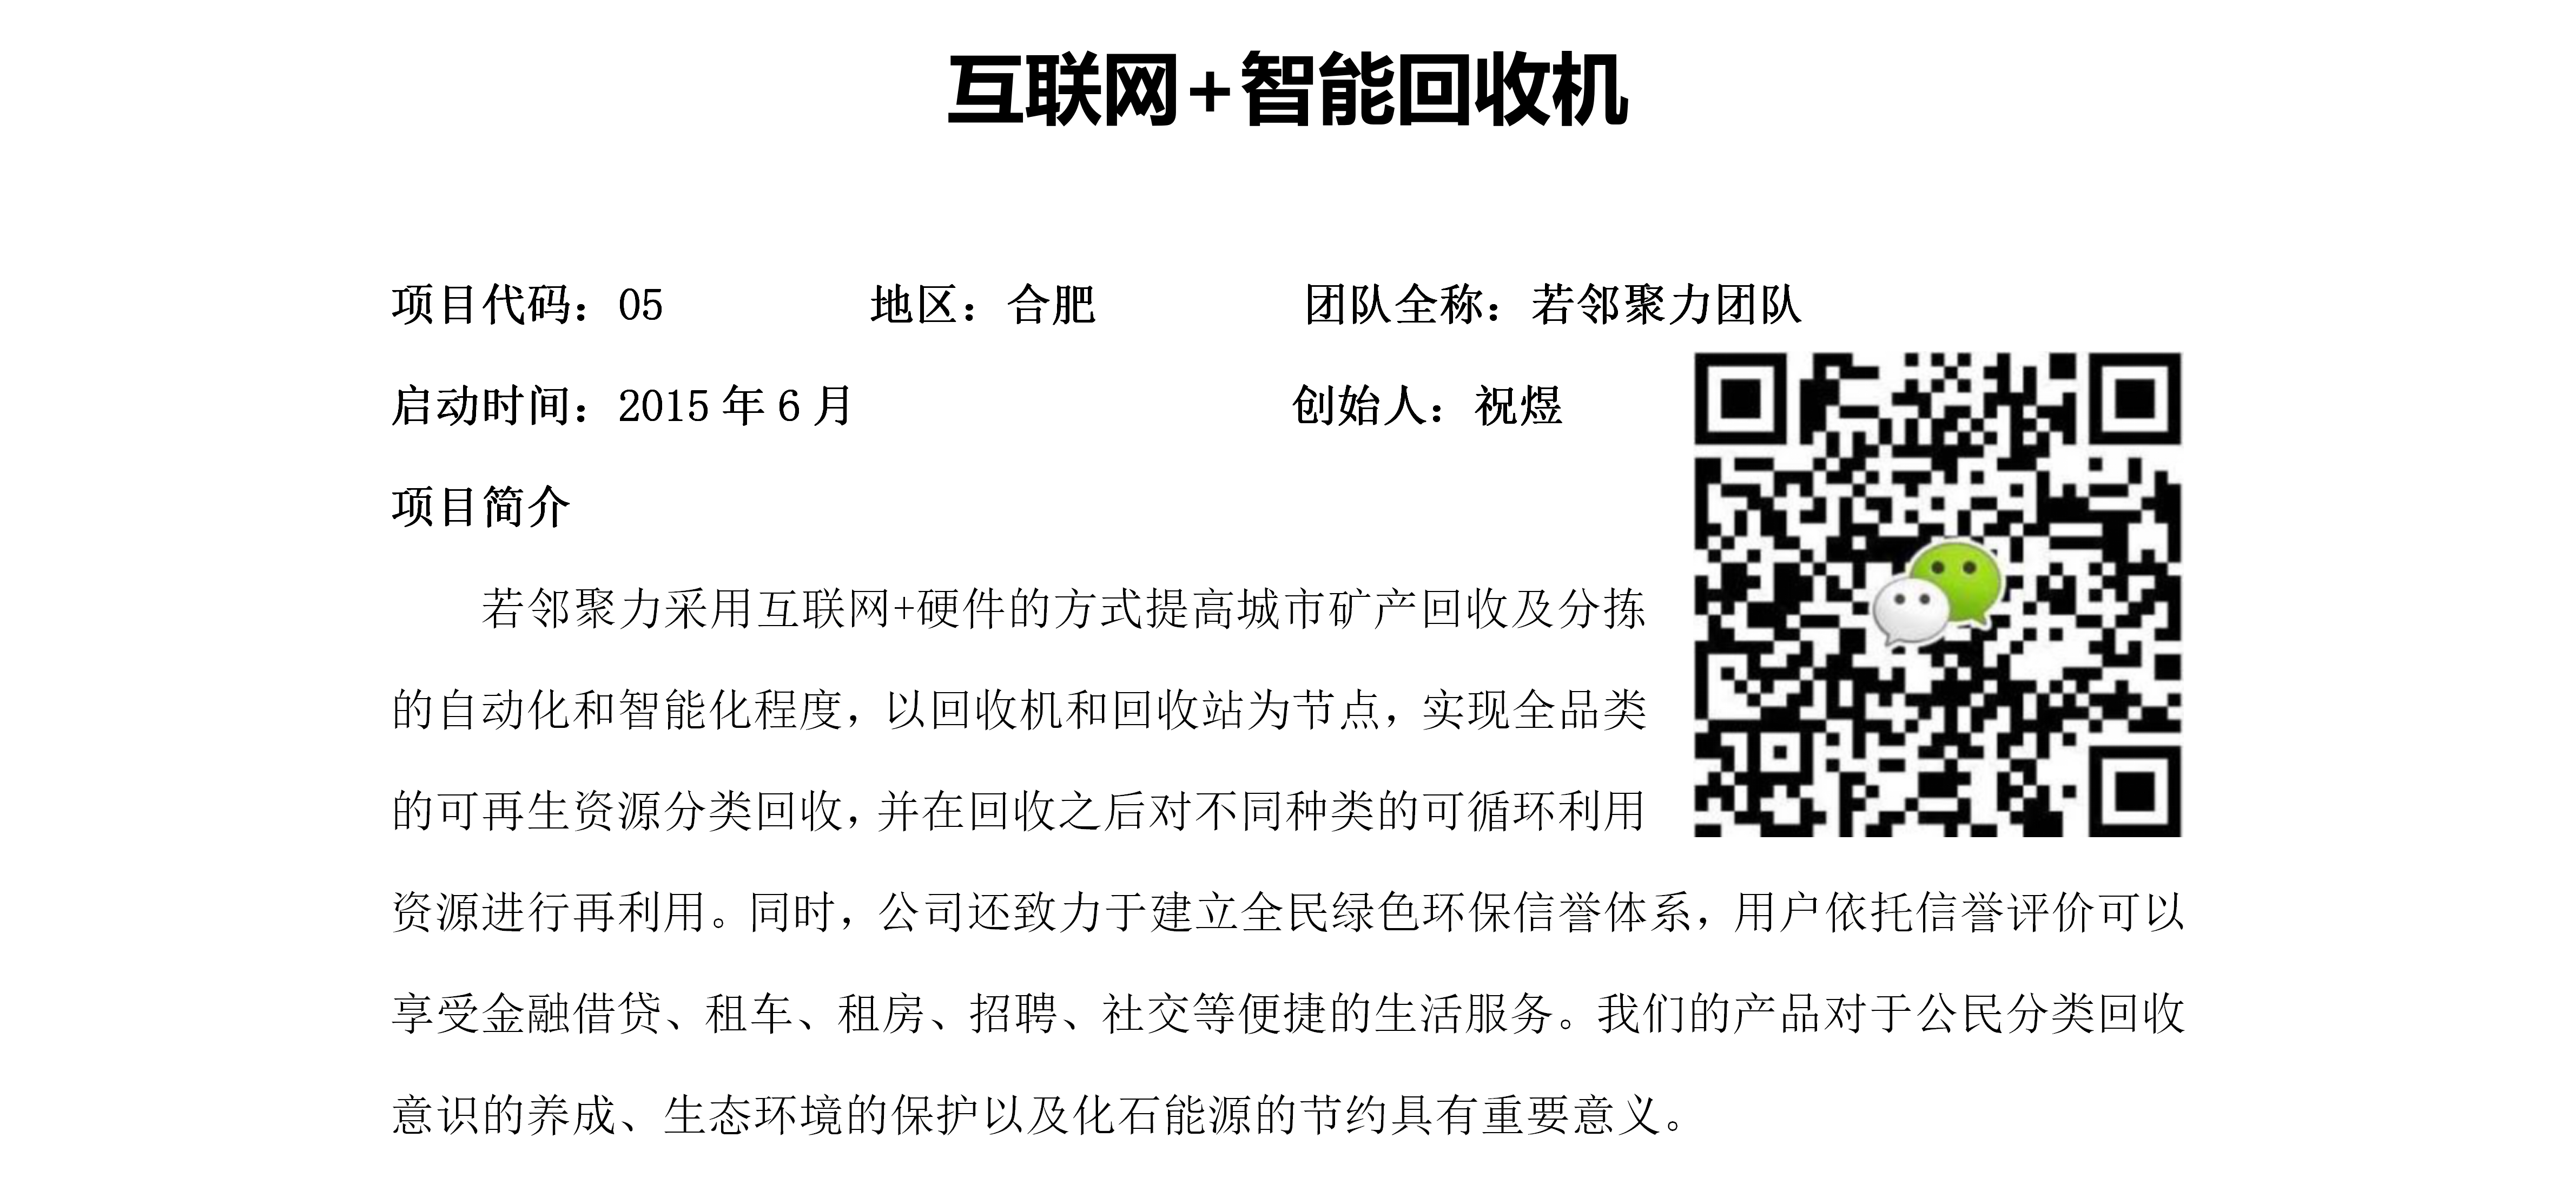 互联网+智能回收机
项目代码：05 地区：合肥 团队全称：若邻聚力团队
启动时间：2015 年 6 月 创始人：祝煜
项目简介
若邻聚力采用互联网+硬件的方式提高城市矿产回收及分拣
的自动化和智能化程度，以回收机和回收站为节点，实现全品类
的可再生资源分类回收，并在回收之后对不同种类的可循环利用
资源进行再利用。同时，公司还致力于建立全民绿色环保信誉体系，用户依托信誉评价可以
享受金融借贷、租车、租房、招聘、社交等便捷的生活服务。我们的产品对于公民分类回收
意识的养成、生态环境的保护以及化石能源的节约具有重要意义。